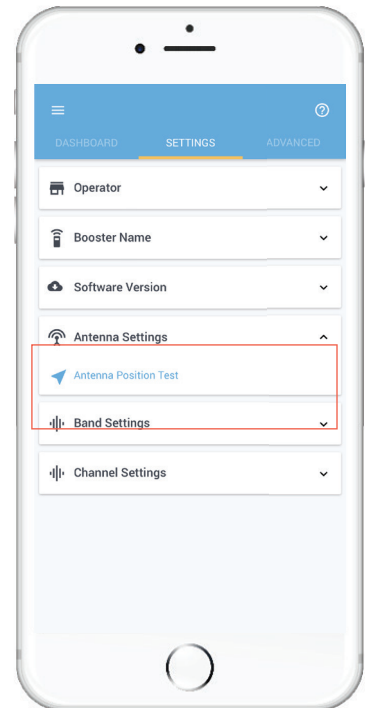 DASHBOARD SETTINGS ADVANCED
Operator
Booster Name
Software Version
Antenna Settings
Antenna Position Test
Band Settings
Channel Settings